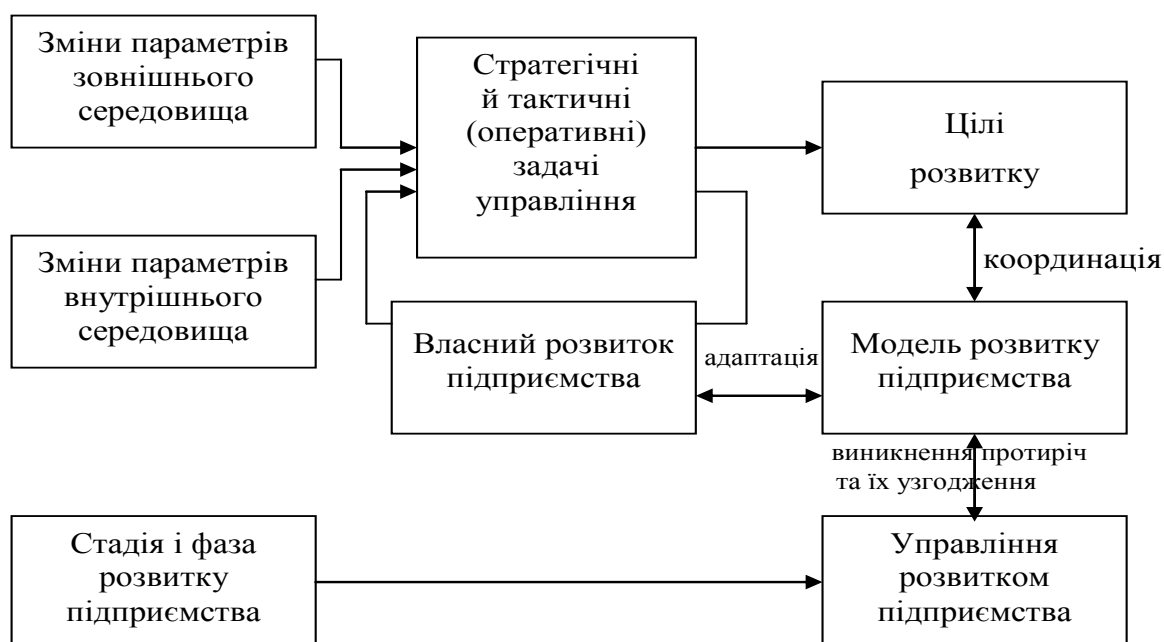 Зміни параметрів
зовнішнього
середовища
Стратегічні
й тактичні
(оперативні)
задачі
управління
Цілі
розвитку
Зміни параметрів
внутрішнього
середовища
координація
Власний розвиток
підприємства
адаптація
Модель розвитку
підприємства
виникнення протиріч
та їх узгодження
Стадія і фаза
розвитку
підприємства
Управління
розвитком
підприємства